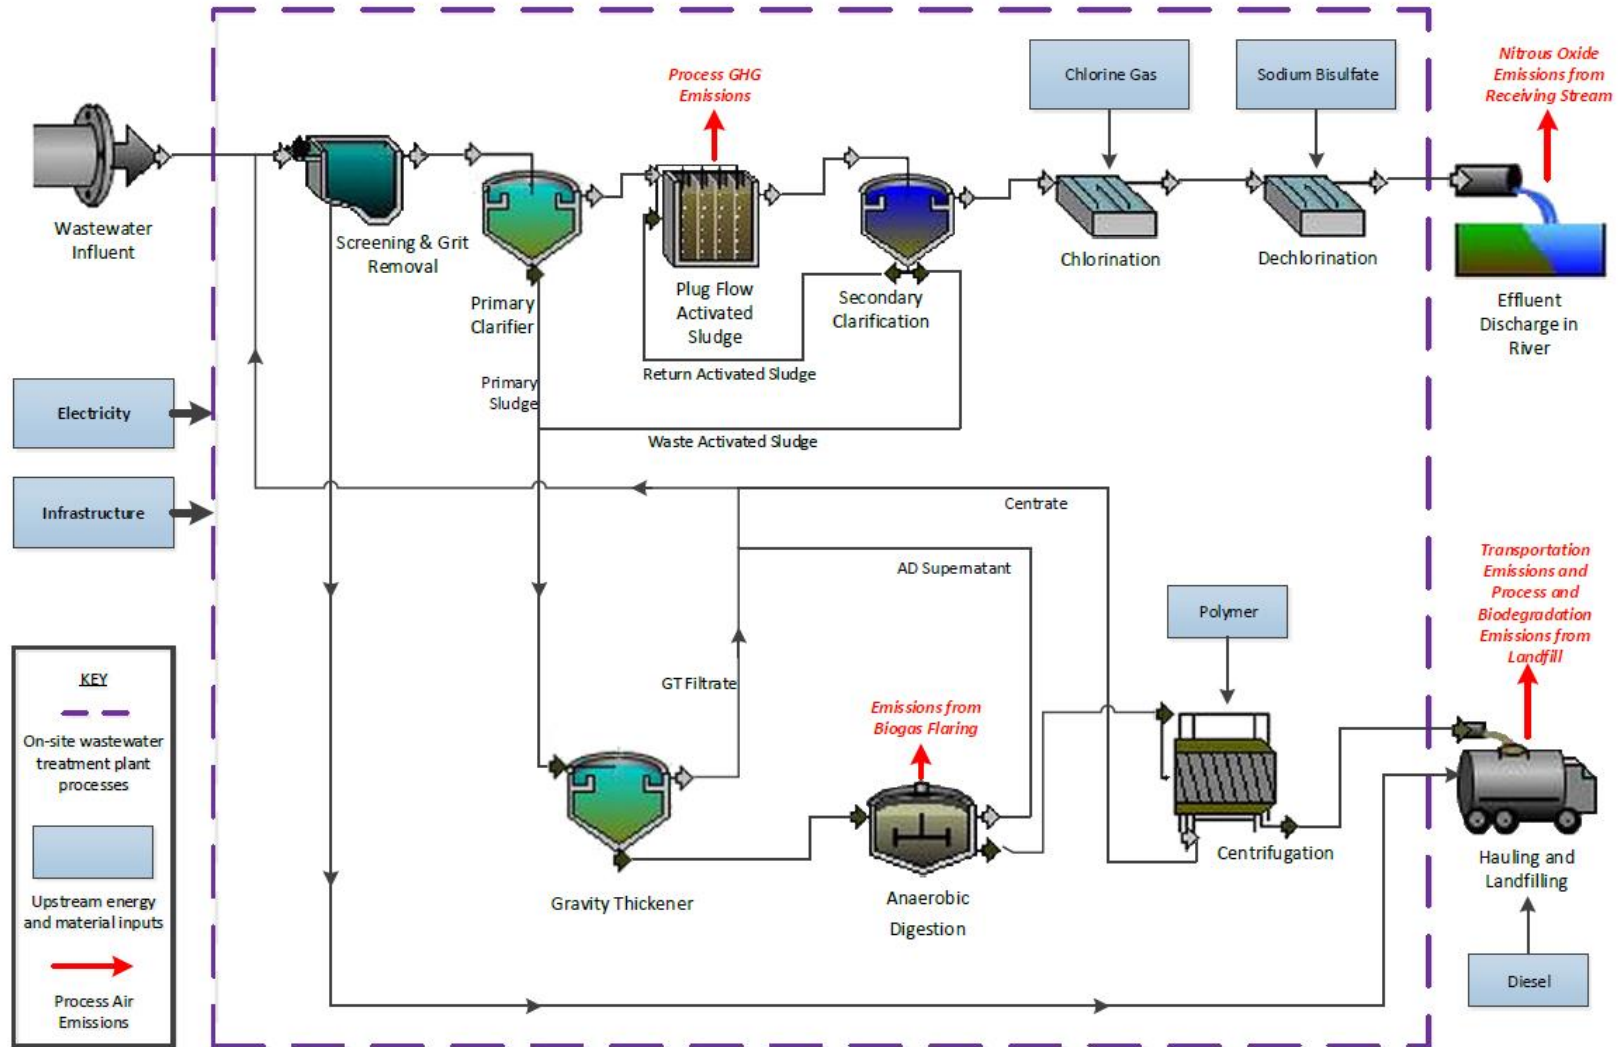 Process GHG
Emissions
Chlorine Gas
Sodium Bisulfate
Nitrous Oxide
Emissions from
Receiving Stream
Wastewater
Influent
Screening & Grit
Removal
Primary
Clarifier
Plug Flow
Activated
Sludge
Secondary
Clarification
Chlorination
Dechlorination
Effluent
Discharge in
River
Return Activated Sludge
Primary
Sludge
Waste Activated Sludge
Electricity
Infrastructure
Centrate
AD Supernatant
Polymer
Transportation
Emissions and
Process and
Biodegradation
Emissions from
Landfill
GT Filtrate
Emissions from
Biogas Flaring
Gravity Thickener
Anaerobic
Digestion
Centrifugation
Hauling and
Landfilling
Diesel
KEY
On-site wastewater
treatment plant
processes
Upstream energy
and material inputs
Process Air
Emissions